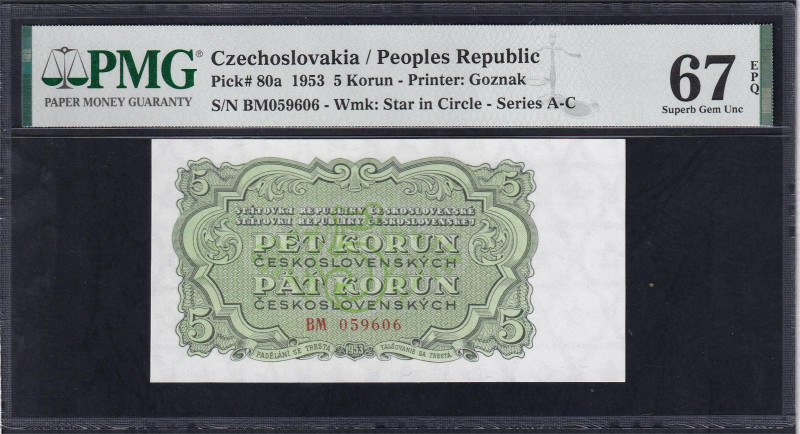 PMG®
PAPER MONEY GUARANTY
Czechoslovakia / Peoples Republic
Pick# 80a 1953 5 Korun - Printer: Goznak
S/N BM059606 - Wmk: Star in Circle - Series A-C
67 EPQ
Superb Gem Unc
5 5
STÁTOVKA REPUBLIKY ČESKOSLOVENSKÉ
ŠTÁTOVKA REPUBLIKY ČESKOSLOVENSKEJ
PĚT KORUN
ČESKOSLOVENSKÝCH
PÄŤ KORÚN
ČESKOSLOVENSKÝCH
BM 059606
5 5
PADĚLÁNÍ SE TRESTÁ 1953 FALŠOVANIE SA TRESTÁ